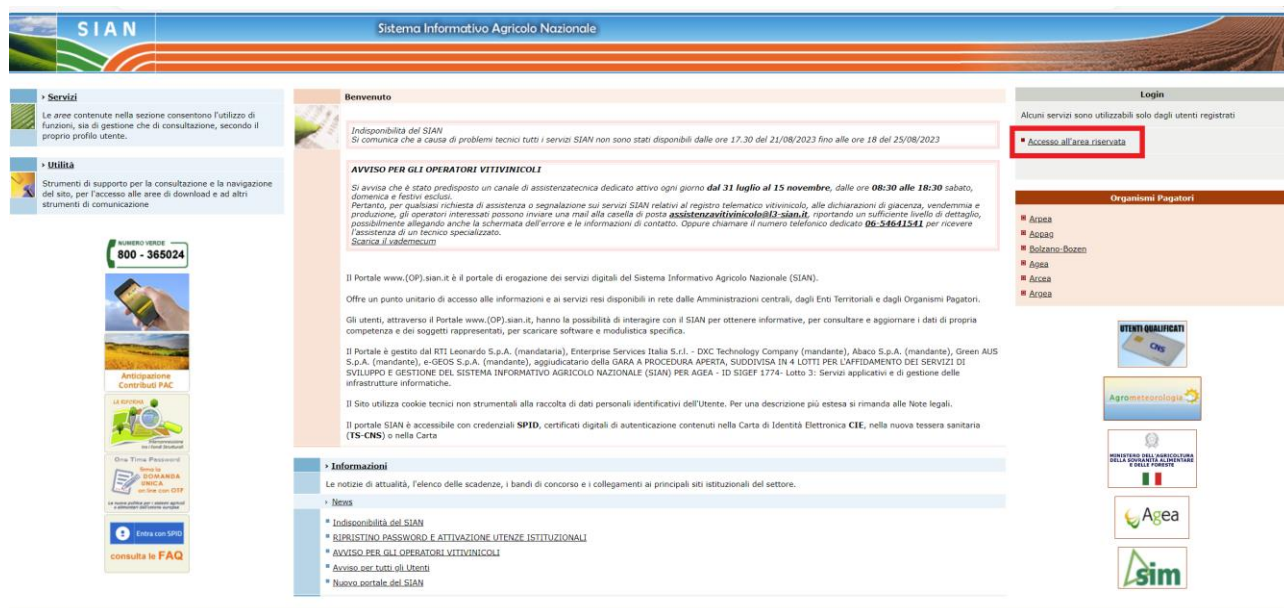 SIAN
Sistema Informativo Agricolo Nazionale
Servizi
Le aree contenute nella sezione consentono l'utilizzo di
funzioni, sia di gestione che di consultazione, secondo il
proprio profilo utente.
Utilità
Strumenti di supporto per la consultazione e la navigazione
del sito, per l'accesso alle aree di download e ad altri
strumenti di comunicazione
NUMERO VERDE
800 - 365024
Anticipazione
Contributi PAC
LA RIFORMA
One Time Password
firma la
DOMANDA
UNICA
on line con OTP
Entra con SPID
consulta le FAQ
Benvenuto
Indisponibilità del SIAN
Si comunica che a causa di problemi tecnici tutti i servizi SIAN non sono stati disponibili dalle ore 17.30 del 21/08/2023 fino alle ore 18 del 25/08/2023
AVVISO PER GLI OPERATORI VITIVINICOLI
Si avvisa che è stato predisposto un canale di assistenzatecnica dedicato attivo ogni giorno dal 31 luglio al 15 novembre, dalle ore 08:30 alle 18:30 sabato,
domenica e festivi esclusi.
Pertanto, per qualsiasi richiesta di assistenza o segnalazione sui servizi SIAN relativi al registro telematico vitivinicolo, alle dichiarazioni di giacenza, vendemmia e
produzione, gli operatori interessati possono inviare una mail alla casella di posta assistenzavitivinicolo@l3-sian.it, riportando un sufficiente livello di dettaglio,
possibilmente allegando anche la schermata dell'errore e le informazioni di contatto. Oppure chiamare il numero telefonico dedicato 06-54641541 per ricevere
l'assistenza di un tecnico specializzato.
Scarica il vademecum
Il Portale www.(OP).sian.it è il portale di erogazione dei servizi digitali del Sistema Informativo Agricolo Nazionale (SIAN).
Offre un punto unitario di accesso alle informazioni e ai servizi resi disponibili in rete dalle Amministrazioni centrali, dagli Enti Territoriali e dagli Organismi Pagatori.
Gli utenti, attraverso il Portale www.(OP).sian.it, hanno la possibilità di interagire con il SIAN per ottenere informative, per consultare e aggiornare i dati di propria
competenza e dei soggetti rappresentati, per scaricare software e modulistica specifica.
Il Portale è gestito dal RTI Leonardo S.p.A. (mandataria), Enterprise Services Italia S.r.l. - DXC Technology Company (mandante), Abaco S.p.A. (mandante), Green AUS
S.p.A. (mandante), e-GEOS S.p.A. (mandante), aggiudicatario della GARA A PROCEDURA APERTA, SUDDIVISA IN 4 LOTTI PER L'AFFIDAMENTO DEI SERVIZI DI
SVILUPPO E GESTIONE DEL SISTEMA INFORMATIVO AGRICOLO NAZIONALE (SIAN) PER AGEA - ID SIGEF 1774- Lotto 3: Servizi applicativi e di gestione delle
infrastrutture informatiche.
Il Sito utilizza cookie tecnici non strumentali alla raccolta di dati personali identificativi dell'Utente. Per una descrizione più estesa si rimanda alle Note legali.
Il portale SIAN è accessibile con credenziali SPID, certificati digitali di autenticazione contenuti nella Carta di Identità Elettronica CIE, nella nuova tessera sanitaria
(TS-CNS) o nella Carta
Informazioni
Le notizie di attualità, l'elenco delle scadenze, i bandi di concorso e i collegamenti ai principali siti istituzionali del settore.
News
Indisponibilità del SIAN
RIPRISTINO PASSWORD E ATTIVAZIONE UTENZE ISTITUZIONALI
AVVISO PER GLI OPERATORI VITIVINICOLI
Avviso per tutti gli Utenti
Nuovo portale del SIAN
Login
Alcuni servizi sono utilizzabili solo dagli utenti registrati
Accesso all'area riservata
Organismi Pagatori
Arpea
Appag
Bolzano-Bozen
Agea
Arcea
Argea
UTENTI QUALIFICATI
CNS
Agrometeorologia
MINISTERO DELL'AGRICOLTURA
DELLA SOVRANITÀ ALIMENTARE
E DELLE FORESTE
Agea
sim